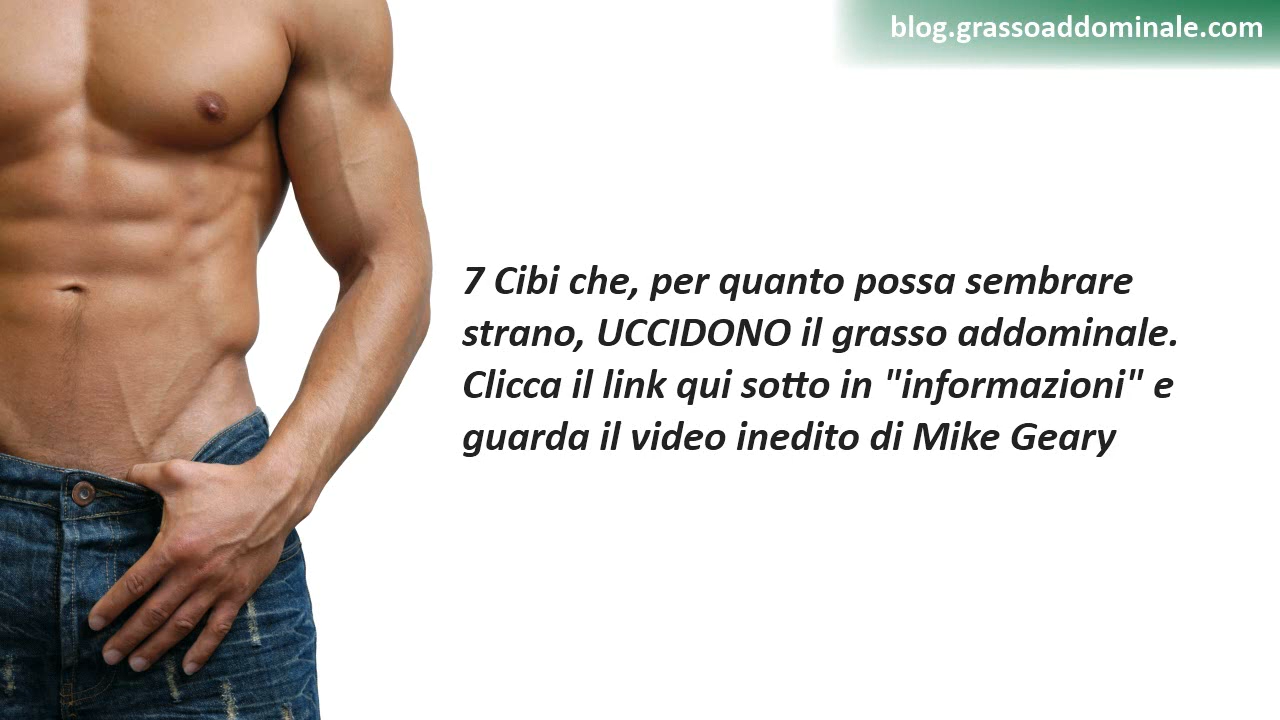 blog.grassoaddominale.com
7 Cibi che, per quanto possa sembrare
strano, UCCIDONO il grasso addominale.
Clicca il link qui sotto in "informazioni" e
guarda il video inedito di Mike Geary